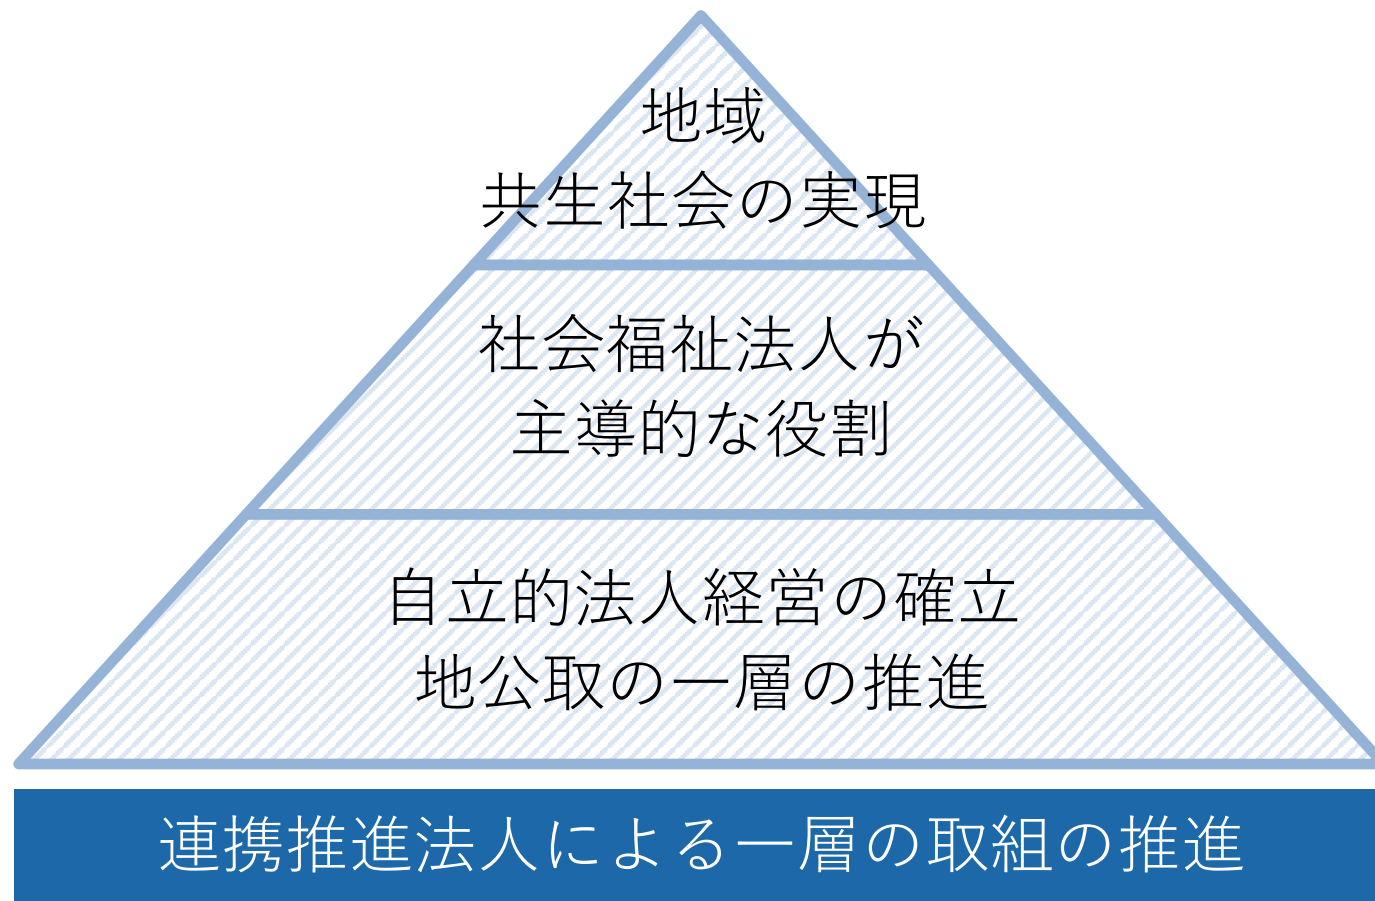 地域
共生社会の実現
社会福祉法人が
主導的な役割
自立的法人経営の確立
地公取の一層の推進
連携推進法人による一層の取組の推進